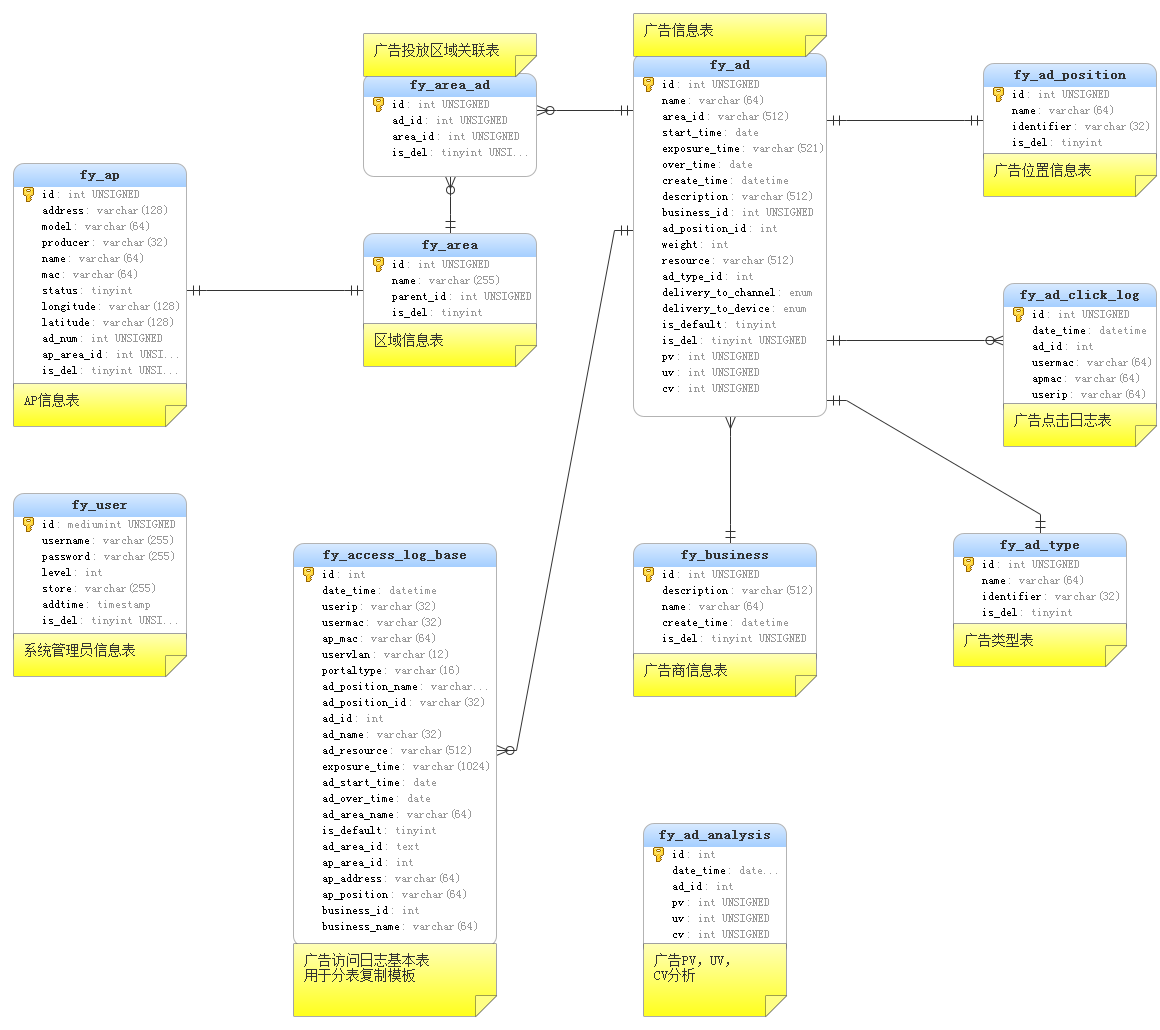 广告投放区域关联表
fy_area_ad
id: int UNSIGNED
ad_id: int UNSIGNED
area_id: int UNSIGNED
is_del: tinyint UNSI...
广告信息表
fy_ad
id: int UNSIGNED
name: varchar(64)
area_id: varchar(512)
start_time: date
exposure_time: varchar(521)
over_time: date
create_time: datetime
description: varchar(512)
business_id: int UNSIGNED
ad_position_id: int
weight: int
resource: varchar(512)
ad_type_id: int
delivery_to_channel: enum
delivery_to_device: enum
is_default: tinyint
is_del: tinyint UNSIGNED
pv: int UNSIGNED
uv: int UNSIGNED
cv: int UNSIGNED
fy_ad_position
id: int UNSIGNED
name: varchar(64)
identifier: varchar(32)
is_del: tinyint
广告位置信息表
fy_ap
id: int UNSIGNED
address: varchar(128)
model: varchar(64)
producer: varchar(32)
name: varchar(64)
mac: varchar(64)
status: tinyint
longitude: varchar(128)
latitude: varchar(128)
ad_num: int UNSIGNED
ap_area_id: int UNSI...
is_del: tinyint UNSI...
AP信息表
fy_area
id: int UNSIGNED
name: varchar(255)
parent_id: int UNSIGNED
is_del: tinyint
区域信息表
fy_ad_click_log
id: int UNSIGNED
date_time: datetime
ad_id: int
usermac: varchar(64)
apmac: varchar(64)
userip: varchar(64)
广告点击日志表
fy_user
id: mediumint UNSIGNED
username: varchar(255)
password: varchar(255)
level: int
store: varchar(255)
addtime: timestamp
is_del: tinyint UNSI...
系统管理员信息表
fy_access_log_base
id: int
date_time: datetime
userip: varchar(32)
usermac: varchar(32)
ap_mac: varchar(64)
uservlan: varchar(12)
portaltype: varchar(16)
ad_position_name: varchar...
ad_position_id: varchar(32)
ad_id: int
ad_name: varchar(32)
ad_resource: varchar(512)
exposure_time: varchar(1024)
ad_start_time: date
ad_over_time: date
ad_area_name: varchar(64)
is_default: tinyint
ad_area_id: text
ap_area_id: int
ap_address: varchar(64)
ap_position: varchar(64)
business_id: int
business_name: varchar(64)
广告访问日志基本表
用于分表复制模板
fy_business
id: int UNSIGNED
description: varchar(512)
name: varchar(64)
create_time: datetime
is_del: tinyint UNSIGNED
广告商信息表
fy_ad_type
id: int UNSIGNED
name: varchar(64)
identifier: varchar(32)
is_del: tinyint
广告类型表
fy_ad_analysis
id: int
date_time: date...
ad_id: int
pv: int UNSIGNED
uv: int UNSIGNED
cv: int UNSIGNED
广告PV，UV，
CV分析